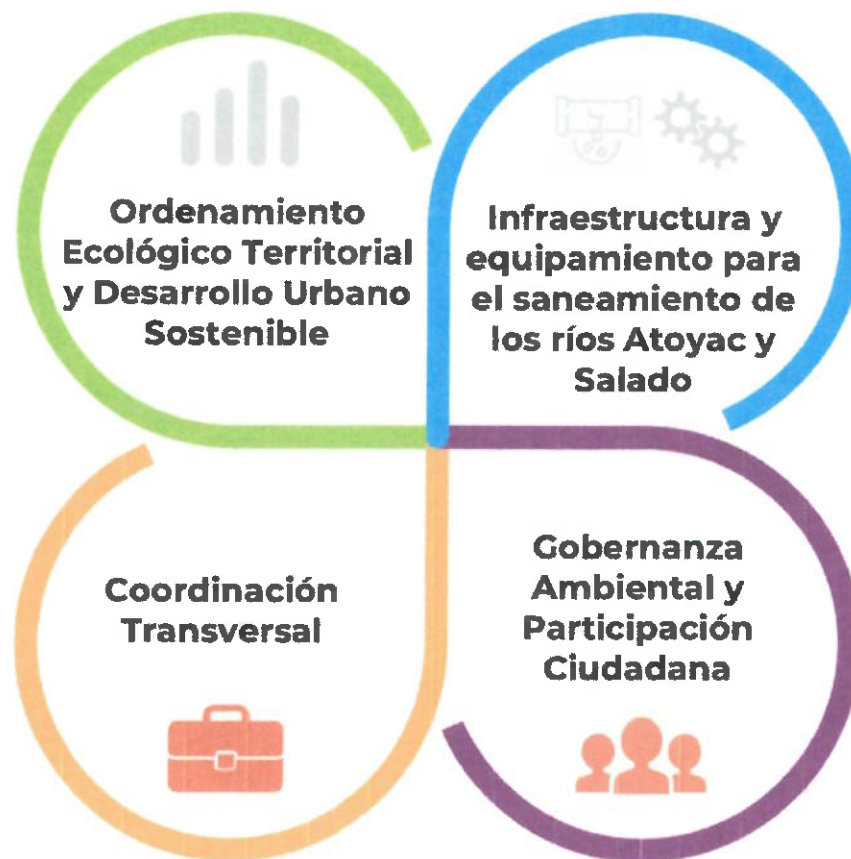 Ordenamiento
Ecológico Territorial
y Desarrollo Urbano
Sostenible
Infraestructura y
equipamiento para
el saneamiento de
los ríos Atoyac y
Salado
Coordinación
Transversal
Gobernanza
Ambiental y
Participación
Ciudadana